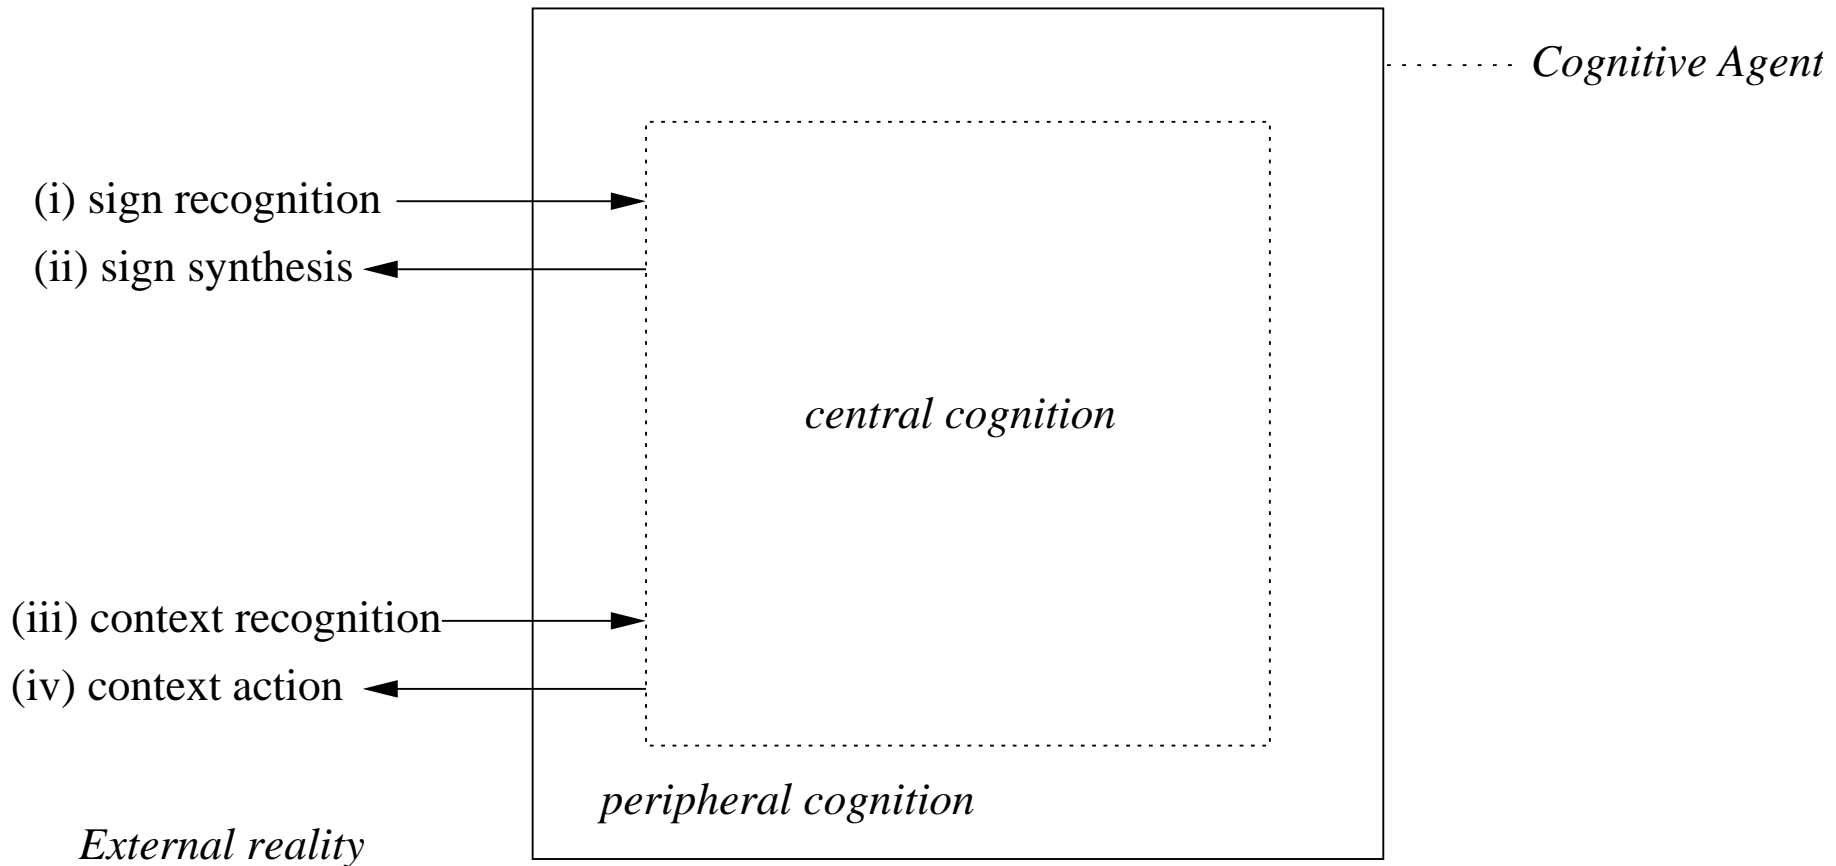 Cognitive Agent
(i) sign recognition
(ii) sign synthesis
central cognition
(iii) context recognition
(iv) context action
peripheral cognition
External reality